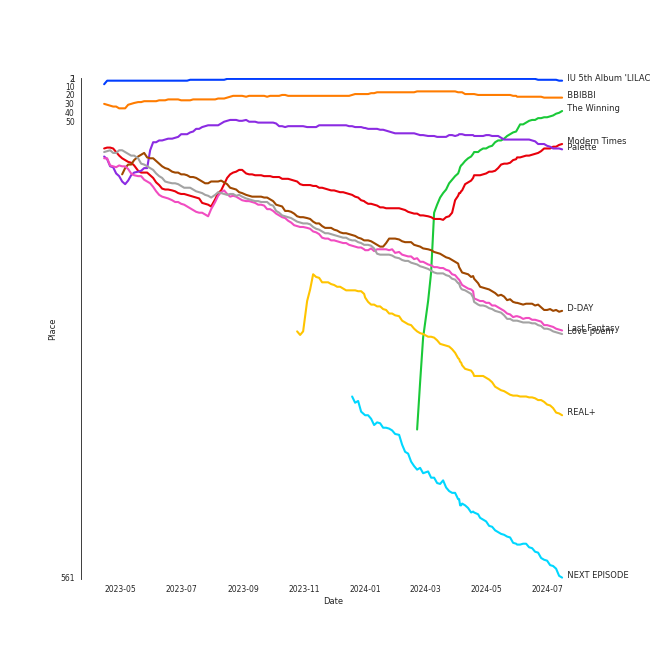 IU 5th Album 'LILAC
BBIBBI
The Winning
Modern Times
Palette
D-DAY
Last Fantasy
Love poem
REAL+
NEXT EPISODE
1
2
10
20
30
40
50
561
Place
2023-05
2023-07
2023-09
2023-11
2024-01
2024-03
2024-05
2024-07
Date